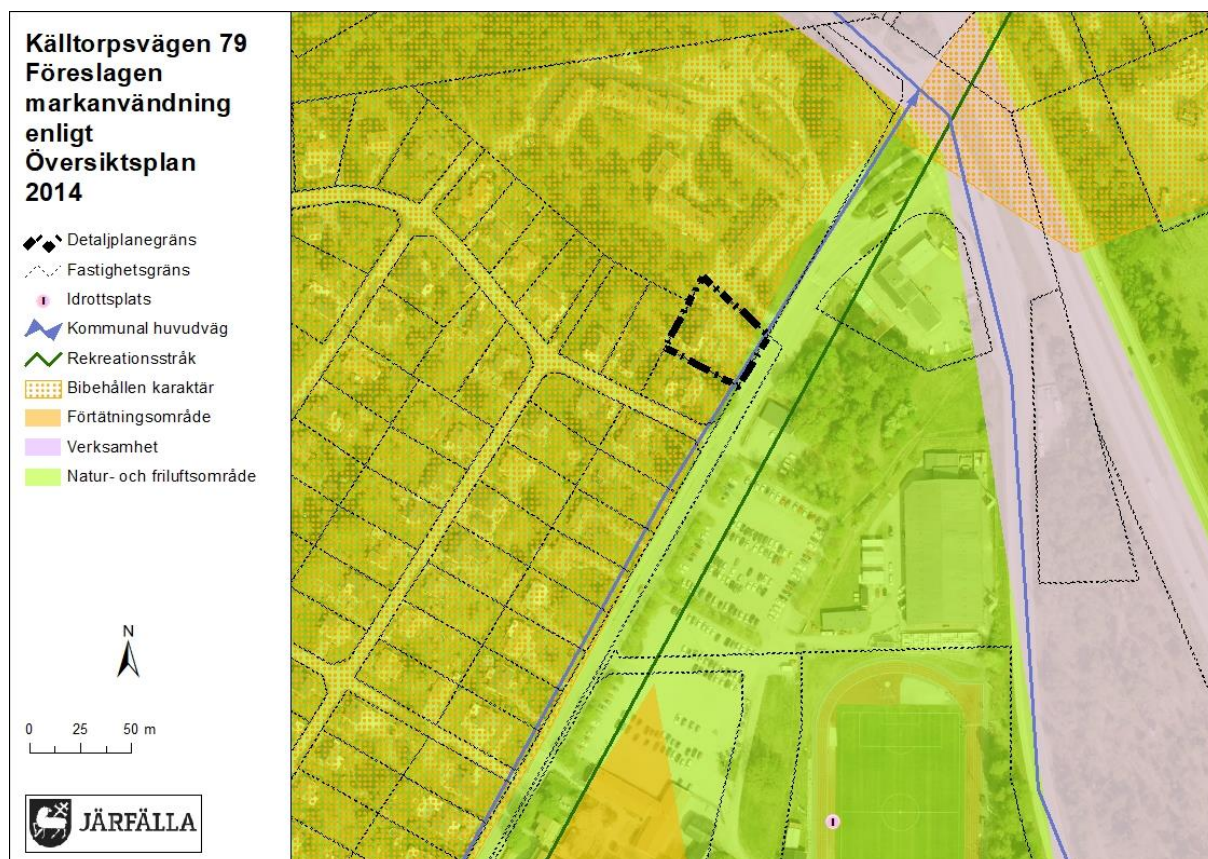 Källtorpsvägen 79
Föreslagen
markanvändning
enligt
Översiktsplan
2014
Detaljplanegräns
Fastighetsgräns
I Idrottsplats
Kommunal huvudväg
Rekreationsstråk
Bibehållen karaktär
Förtätningsområde
Verksamhet
Natur- och friluftsområde
N
0 25 50 m
JÄRFÄLLA
I